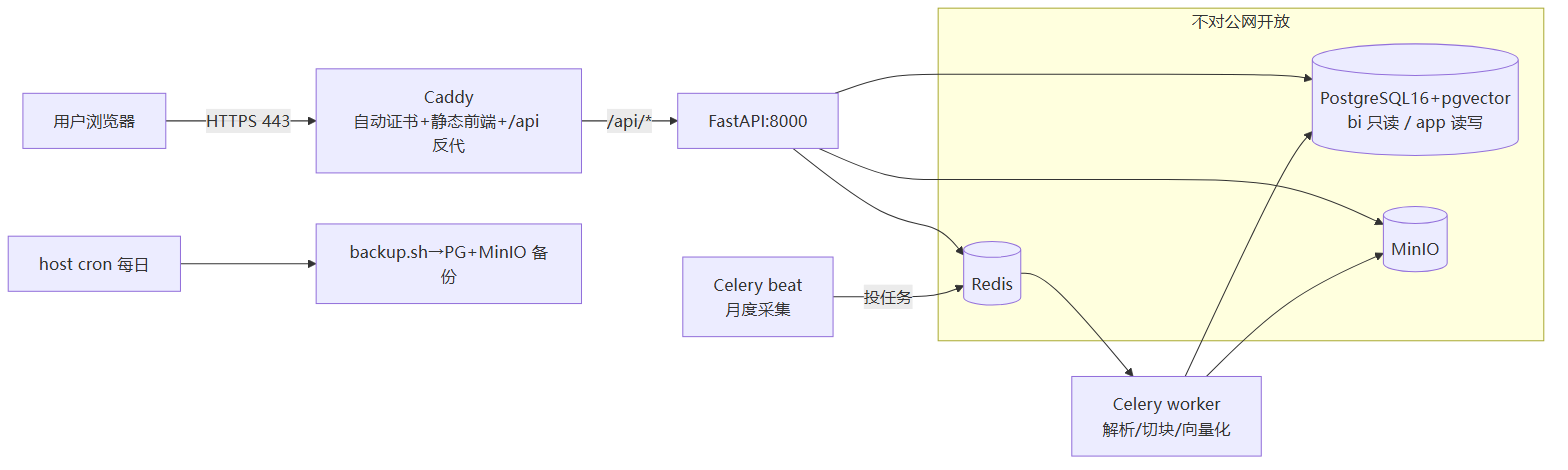 不对公网开放
用户浏览器
HTTPS 443
Caddy
自动证书+静态前端+/api
反代
/api/*
FastAPI:8000
PostgreSQL16+pgvector
bi 只读 / app 读写
host cron 每日
backup.sh→PG+MinIO 备
份
Celery beat
月度采集
投任务
Redis
MinIO
Celery worker
解析/切块/向量化